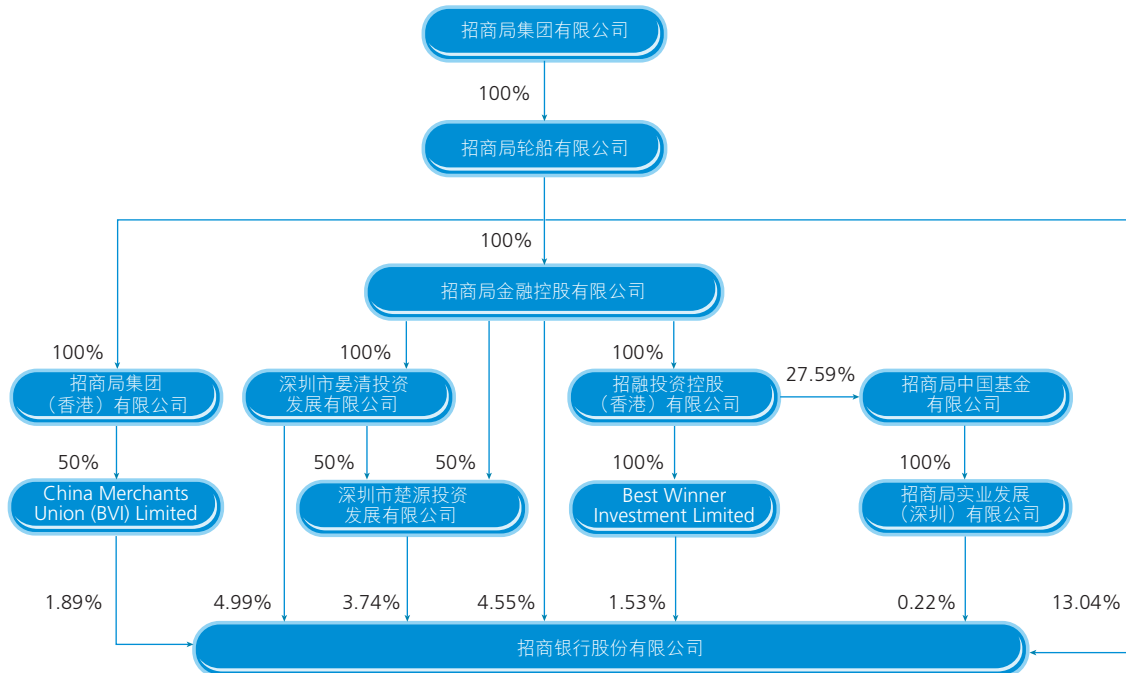 招商局集团有限公司
100%
招商局轮船有限公司
100%
招商局金融控股有限公司
100%
100%
100%
招商局集团
（香港）有限公司
深圳市晏清投资
发展有限公司
招融投资控股
（香港）有限公司
27.59%
招商局中国基金
有限公司
50%
50%
50%
100%
100%
China Merchants
Union (BVI) Limited
深圳市楚源投资
发展有限公司
Best Winner
Investment Limited
招商局实业发展
（深圳）有限公司
1.89%
4.99%
3.74%
4.55%
1.53%
0.22%
13.04%
招商银行股份有限公司